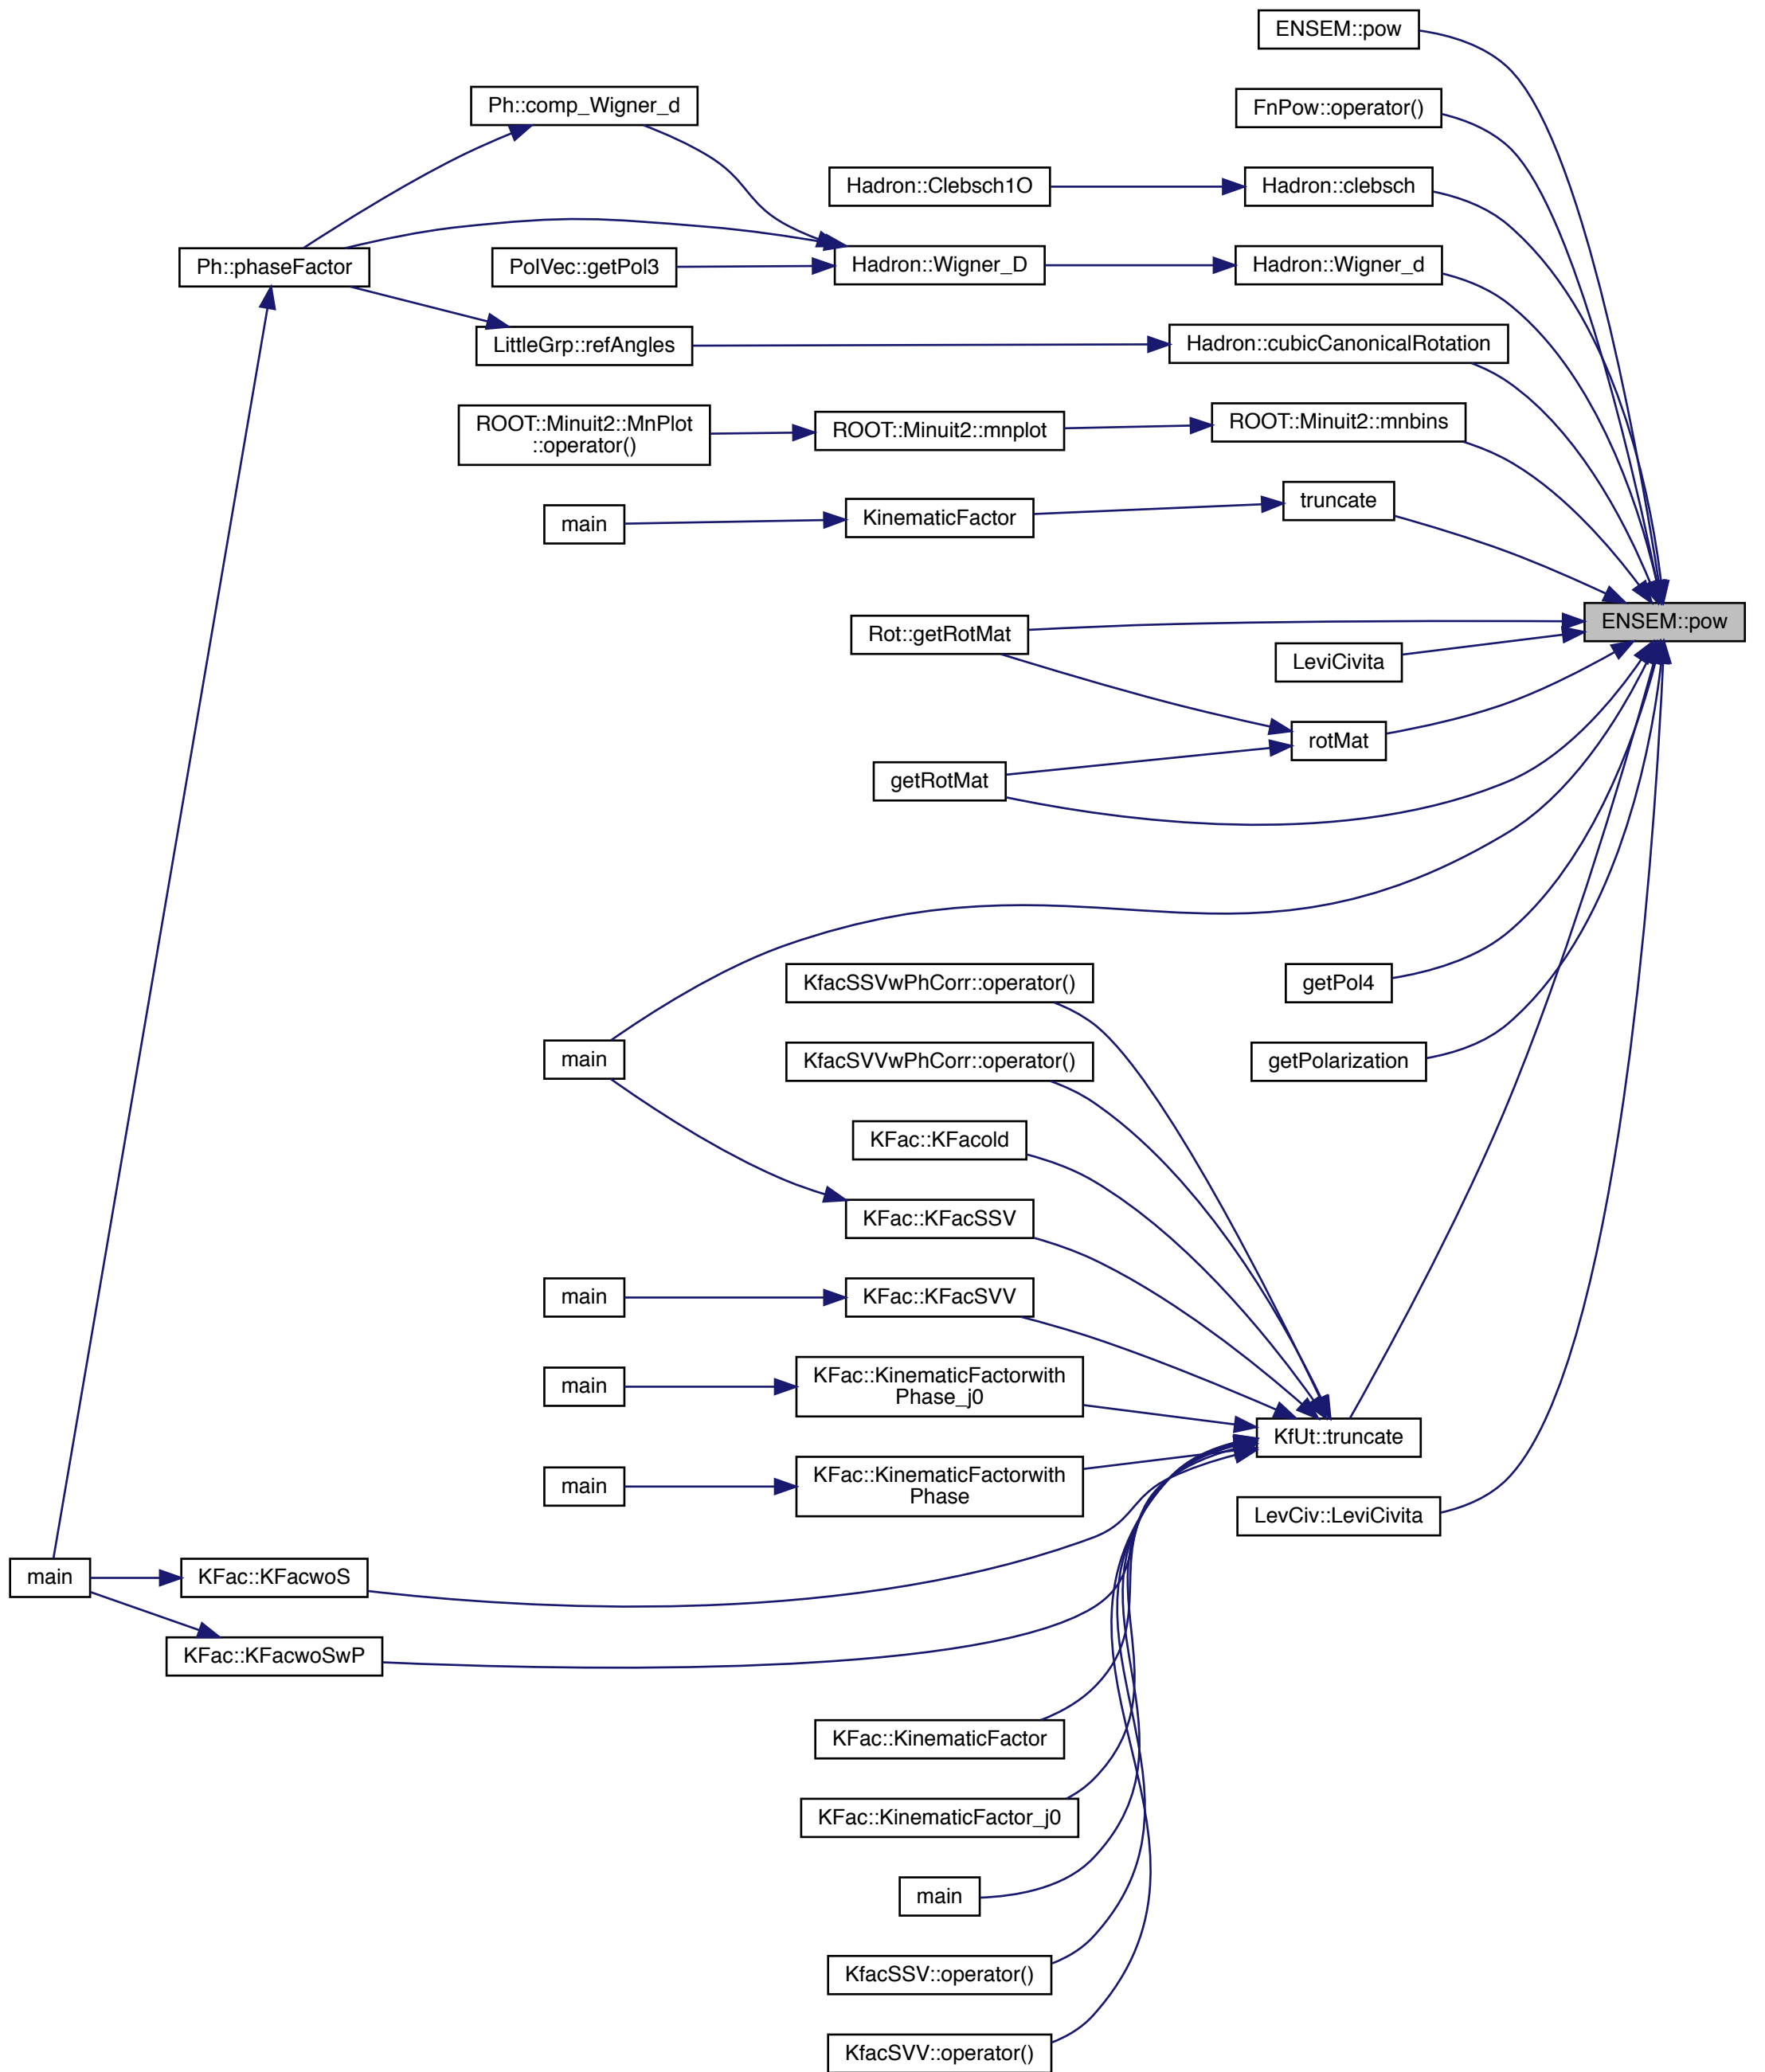 ENSEM::pow
Ph::comp_Wigner_d
FnPow::operator()
Hadron::Clebsch1O
Hadron::clebsch
Ph::phaseFactor
PolVec::getPol3
Hadron::Wigner_D
Hadron::Wigner_d
LittleGrp::refAngles
Hadron::cubicCanonicalRotation
ROOT::Minuit2::MnPlot
::operator()
ROOT::Minuit2::mnplot
ROOT::Minuit2::mnbins
main
KinematicFactor
truncate
ENSEM::pow
Rot::getRotMat
LeviCivita
rotMat
getRotMat
KfacSSVwPhCorr::operator()
getPol4
main
KfacSVVwPhCorr::operator()
getPolarization
KFac::KFacold
KFac::KFacSSV
main
KFac::KFacSVV
main
KFac::KinematicFactorwith
Phase_j0
KfUt::truncate
main
KFac::KinematicFactorwith
Phase
LevCiv::LeviCivita
main
KFac::KFacwoS
KFac::KFacwoSwP
KFac::KinematicFactor
KFac::KinematicFactor_j0
main
KfacSSV::operator()
KfacSVV::operator()